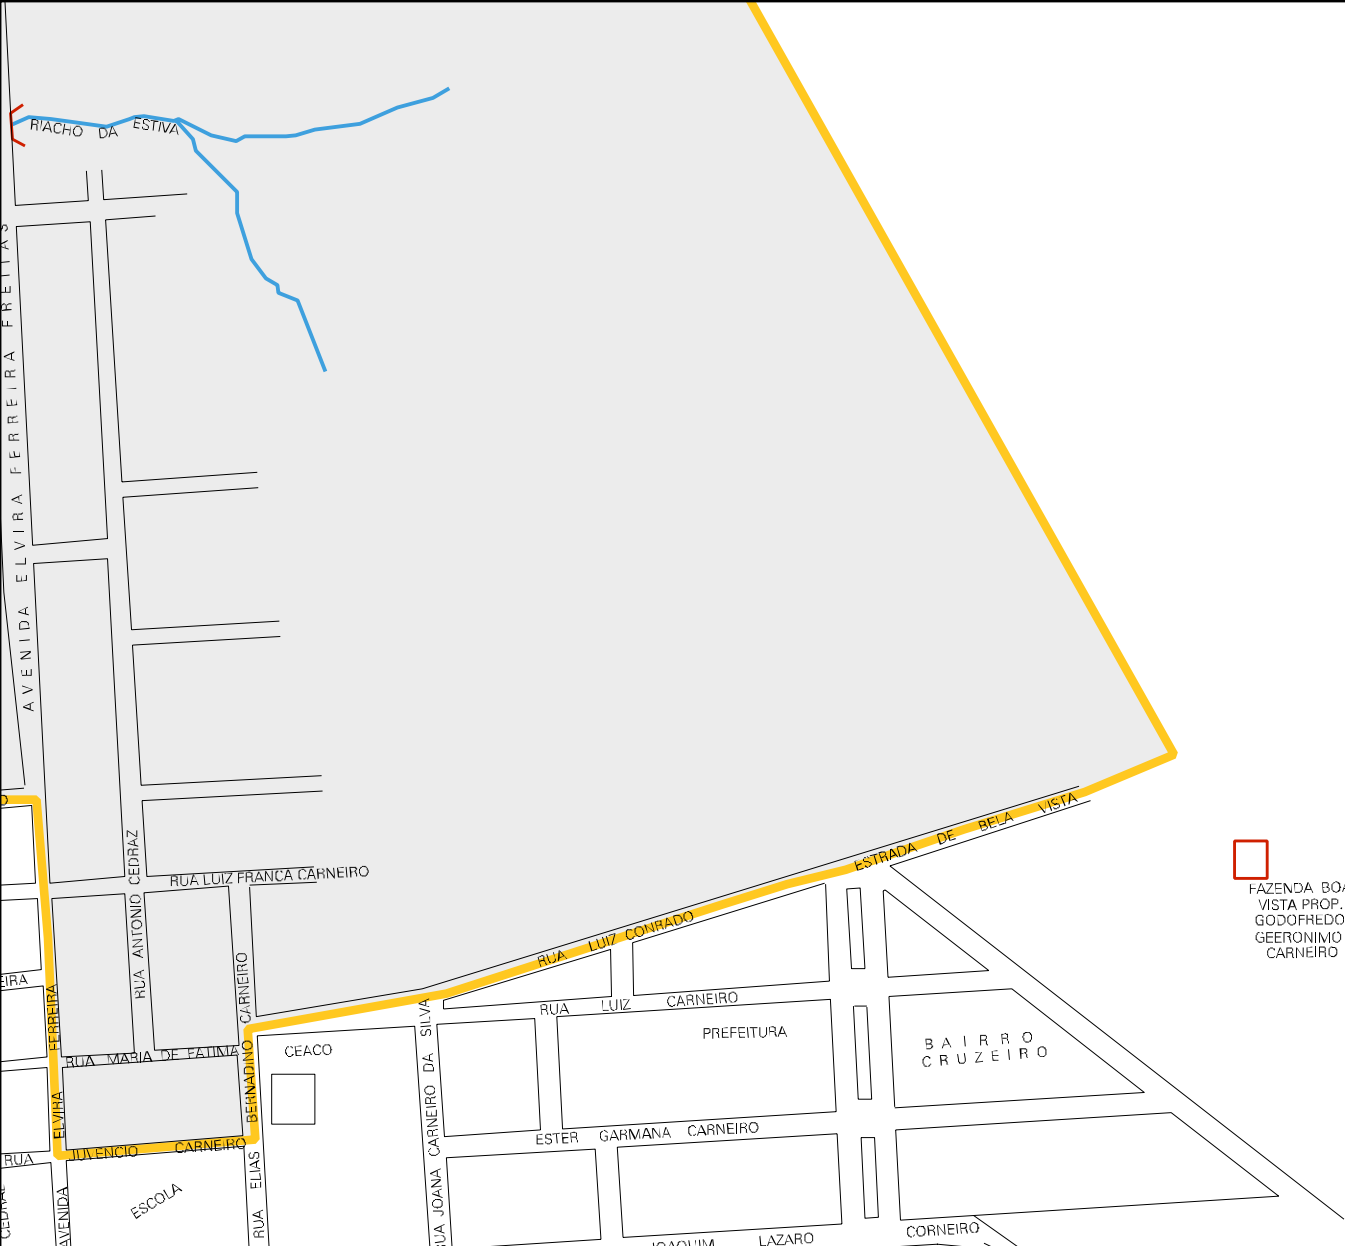 RIACHO DA ESTIVA
AVENIDA ELVIRA FERREIRA FREITAS
RUA ANTONIO CEDRAZ
RUA LUIZ FRANCA CARNEIRO
ESTRADA DE BELA VISTA
FAZENDA BOA
VISTA PROP.
GODOFREDO
GEERONIMO
CARNEIRO
RUA LUIZ CONRADO
RUA LUIZ CARNEIRO
PREFEITURA
BAIRRO
CRUZEIRO
EIRA
AVENIDA ELVIRA FERREIRA
RUA MARIA DE FATIMA
RUA ELIAS BERNADINO CARNEIRO
CEACO
RUA JOANA CARNEIRO DA SILVA
ESTER GARMANA CARNEIRO
RUA JUVENCIO CARNEIRO
ESCOLA
CEDRAZ
JOAQUIM LAZARO CORNEIRO